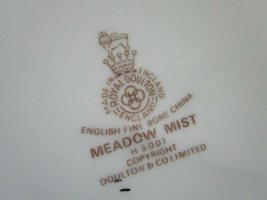 MADE IN ENGLAND
ROYAL DOULTON
ENGLAND
ENGLISH FINE BONE CHINA
MEADOW MIST
H 5007
COPYRIGHT
DOULTON & CO LIMITED